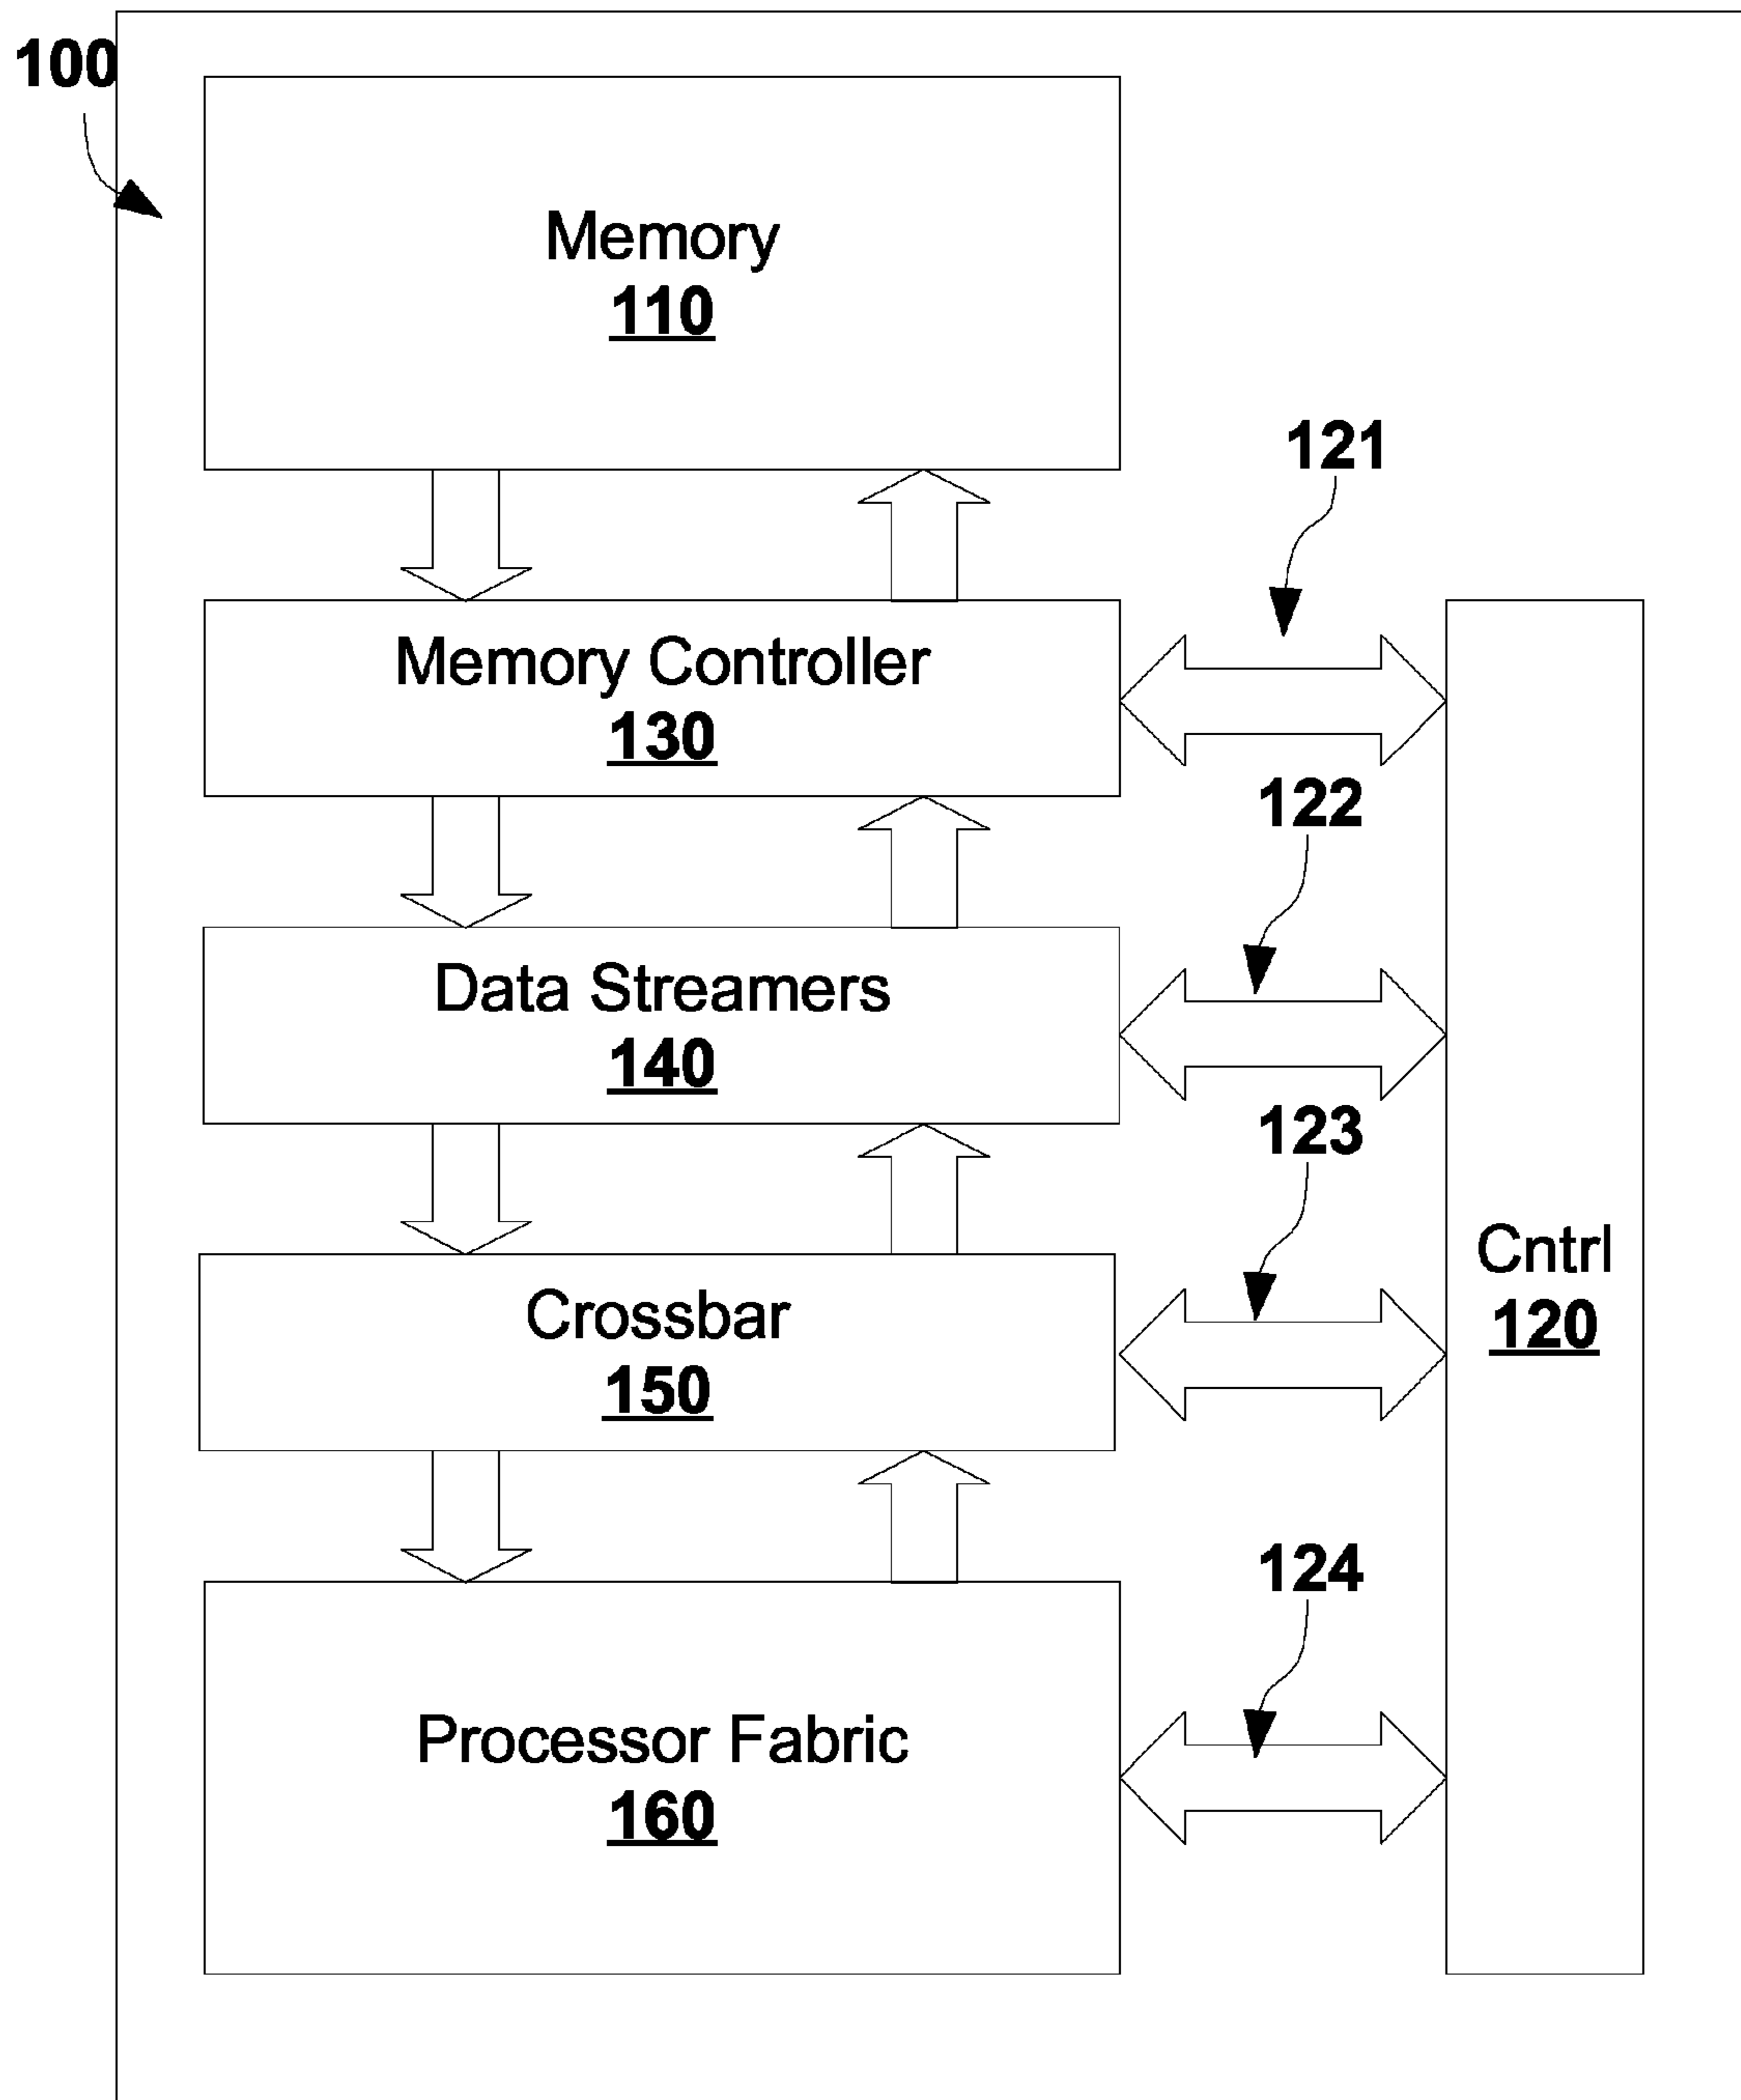 100
Memory
110
121
Memory Controller
130
122
Data Streamers
140
123
Cntrl
120
Crossbar
150
124
Processor Fabric
160